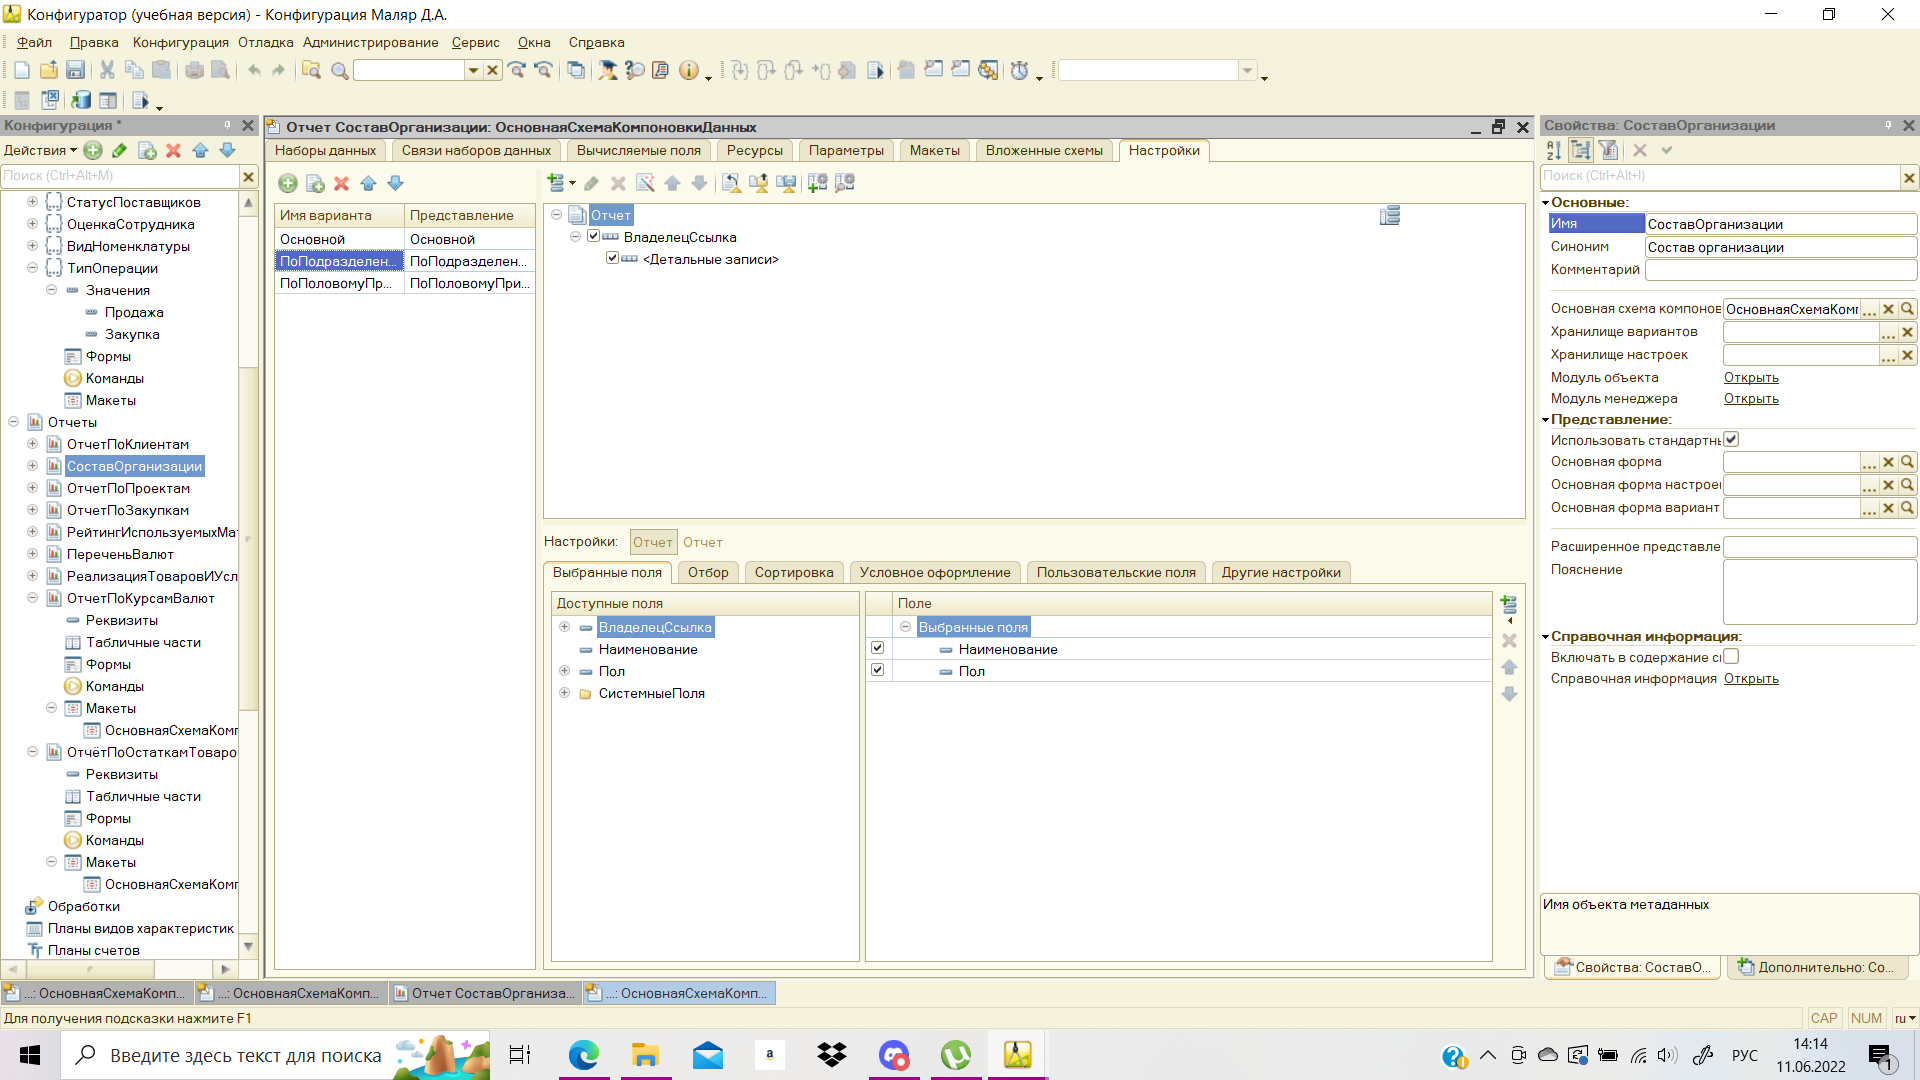 Конфигуратор (учебная версия) - Конфигурация Маляр Д.А.
Файл Правка Конфигурация Отладка Администрирование Сервис Окна Справка
Конфигурация *
Действия
Поиск (Ctrl+Alt+M)
СтатусПоставщиков
ОценкаСотрудника
ВидНоменклатуры
ТипОперации
Значения
Продажа
Закупка
Формы
Команды
Макеты
Отчеты
ОтчетПоКлиентам
СоставОрганизации
ОтчетПоПроектам
ОтчетПоЗакупкам
РейтингИспользуемыхМа
ПереченьВалют
РеализацияТоваровИУсл
ОтчетПоКурсамВалют
Реквизиты
Табличные части
Формы
Команды
Макеты
ОсновнаяСхемаКомп
ОтчётПоОстаткамТоваро
Реквизиты
Табличные части
Формы
Команды
Макеты
ОсновнаяСхемаКомп
Обработки
Планы видов характеристик
Планы счетов
Отчет СоставОрганизации: ОсновнаяСхемаКомпоновкиДанных
Наборы данных Связи наборов данных Вычисляемые поля Ресурсы Параметры Макеты Вложенные схемы Настройки
Имя варианта Представление
Основной Основной
ПоПодразделен... ПоПодразделен...
ПоПоловомуПр... ПоПоловомуПри...
Отчет
ВладелецСсылка
<Детальные записи>
Настройки: Отчет Отчет
Выбранные поля Отбор Сортировка Условное оформление Пользовательские поля Другие настройки
Доступные поля
ВладелецСсылка
Наименование
Пол
СистемныеПоля
Поле
Выбранные поля
Наименование
Пол
Свойства: СоставОрганизации
Поиск (Ctrl+Alt+I)
Основные:
Имя СоставОрганизации
Синоним Состав организации
Комментарий
Основная схема компонов ОсновнаяСхемаКомп
Хранилище вариантов
Хранилище настроек
Модуль объекта Открыть
Модуль менеджера Открыть
Представление:
Использовать стандартнь
Основная форма
Основная форма настрое
Основная форма вариант
Расширенное представле
Пояснение
Справочная информация:
Включать в содержание с
Справочная информация Открыть
Имя объекта метаданных
Свойства: СоставО... Дополнительно: Со...
...: ОсновнаяСхемаКомп... ...: ОсновнаяСхемаКомп... Отчет СоставОрганиза... ...: ОсновнаяСхемаКомп...
Для получения подсказки нажмите F1
CAP NUM ru
Введите здесь текст для поиска
a
РУС
14:14
11.06.2022
1